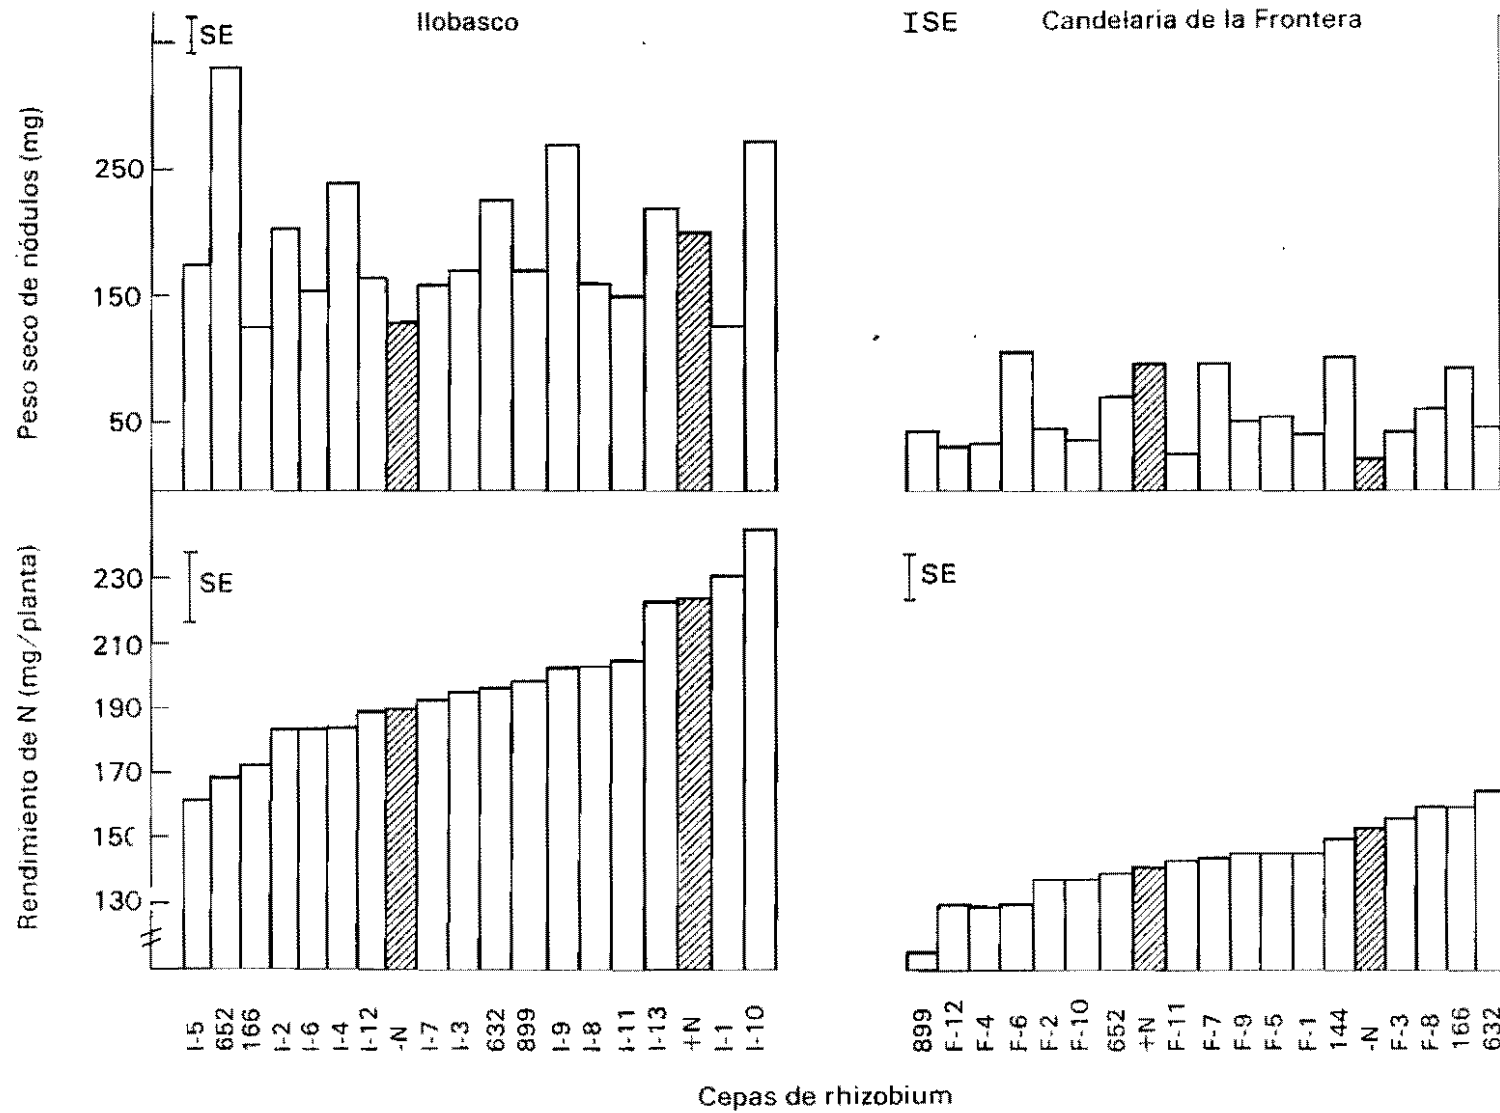 Ilobasco
Candelaria de la Frontera
SE
SE
Peso seco de nódulos (mg)
250
150
50
Rendimiento de N (mg/planta)
SE
SE
230
210
190
170
150
130
I-5 652 166 I-2 I-6 I-4 I-12 -N I-7 I-3 632 899 I-9 I-8 I-11 I-13 +N I-1 I-10
899 F-12 F-4 F-6 F-2 F-10 652 +N F-11 F-7 F-9 F-5 F-1 144 -N F-3 F-8 166 632
Cepas de rhizobium